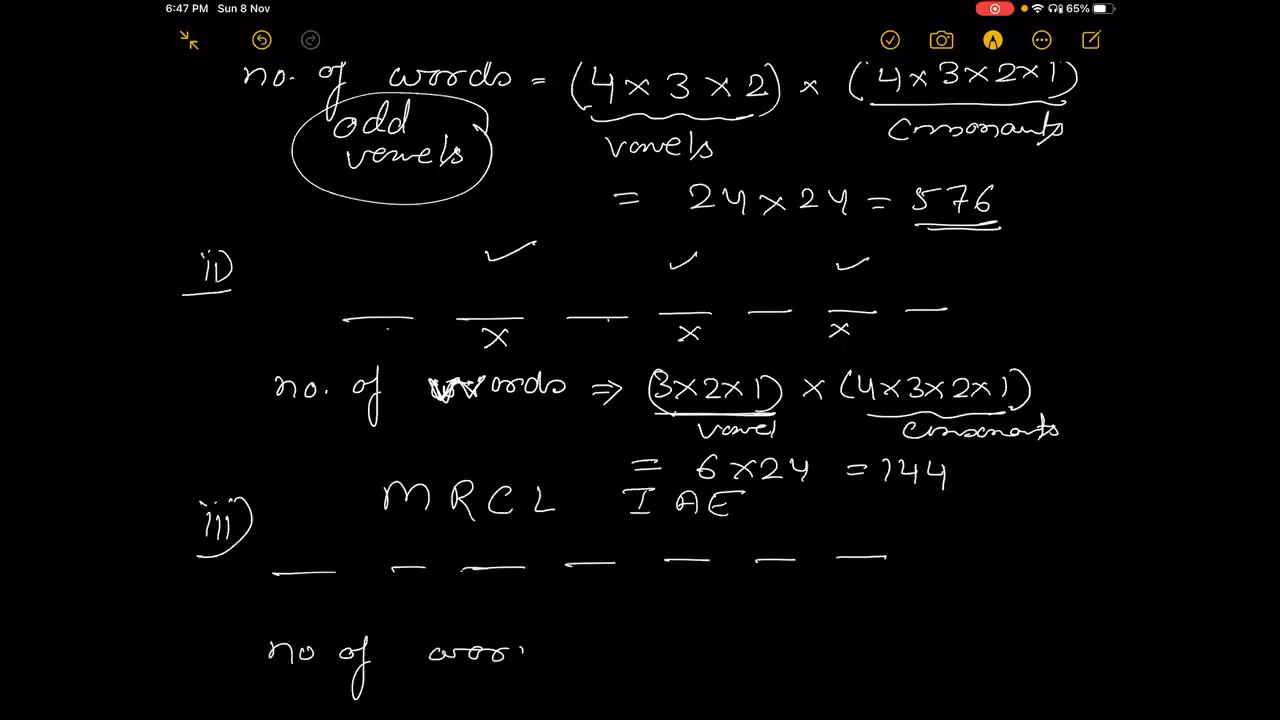 6:47 PM Sun 8 Nov 65%
no. of words = (4 × 3 × 2) × (4 × 3 × 2 × 1)
odd vowels vowels consonants
= 24 × 24 = 576
ii)
x x x
no. of words ⇒ (3 × 2 × 1) × (4 × 3 × 2 × 1)
vowel consonants
= 6 × 24 = 144
iii) M R C L I A E
no of wor